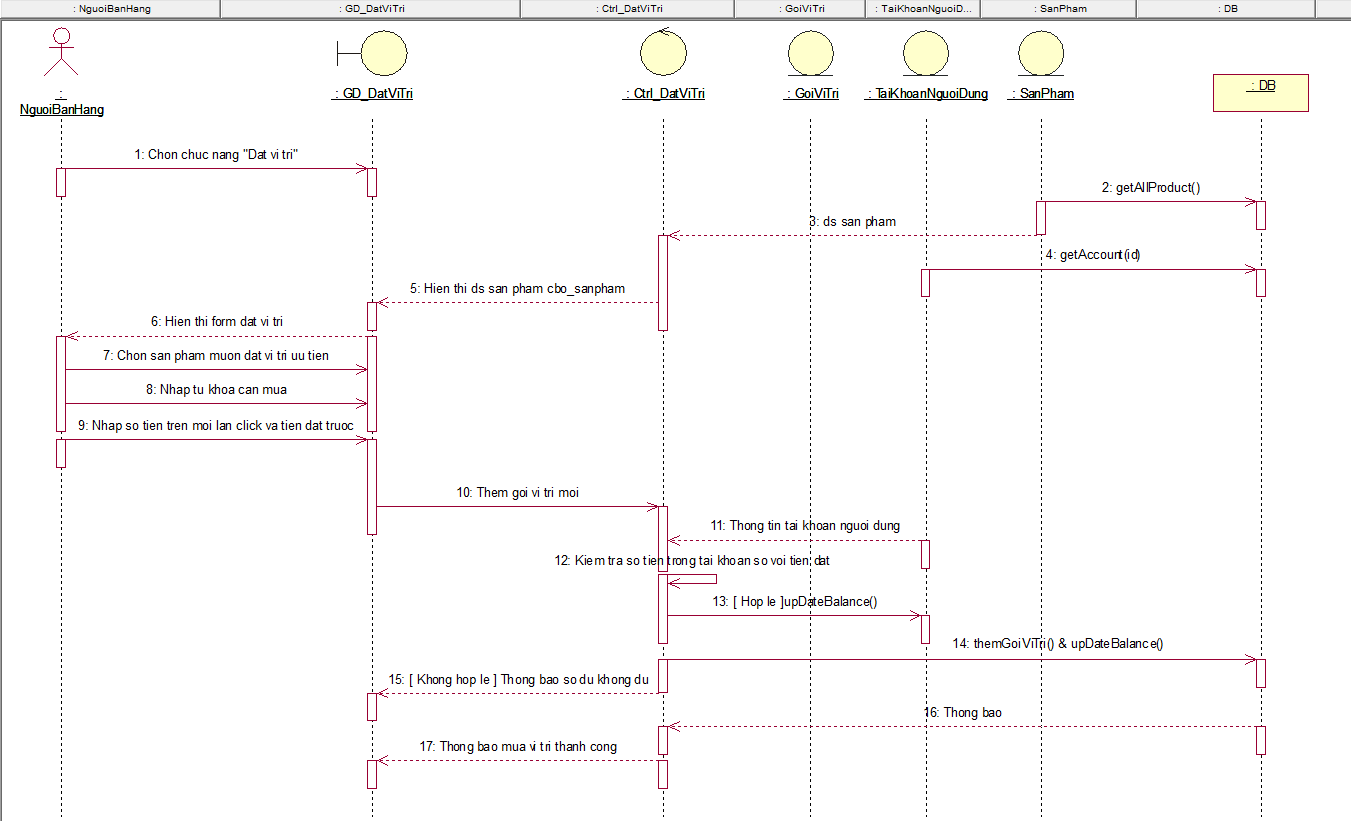 : NguoiBanHang
: GD_DatViTri
: Ctrl_DatViTri
: GoiViTri
: TaiKhoanNguoiD...
: SanPham
: DB
:
NguoiBanHang
: GD_DatViTri
: Ctrl_DatViTri
: GoiViTri
: TaiKhoanNguoiDung
: SanPham
: DB
1: Chon chuc nang "Dat vi tri"
2: getAllProduct()
3: ds san pham
4: getAccount(id)
5: Hien thi ds san pham cbo_sanpham
6: Hien thi form dat vi tri
7: Chon san pham muon dat vi tri uu tien
8: Nhap tu khoa can mua
9: Nhap so tien tren moi lan click va tien dat truoc
10: Them goi vi tri moi
11: Thong tin tai khoan nguoi dung
12: Kiem tra so tien trong tai khoan so voi tien dat
13: [ Hop le ]upDateBalance()
14: themGoiViTri() & upDateBalance()
15: [ Khong hop le ] Thong bao so du khong du
16: Thong bao
17: Thong bao mua vi tri thanh cong